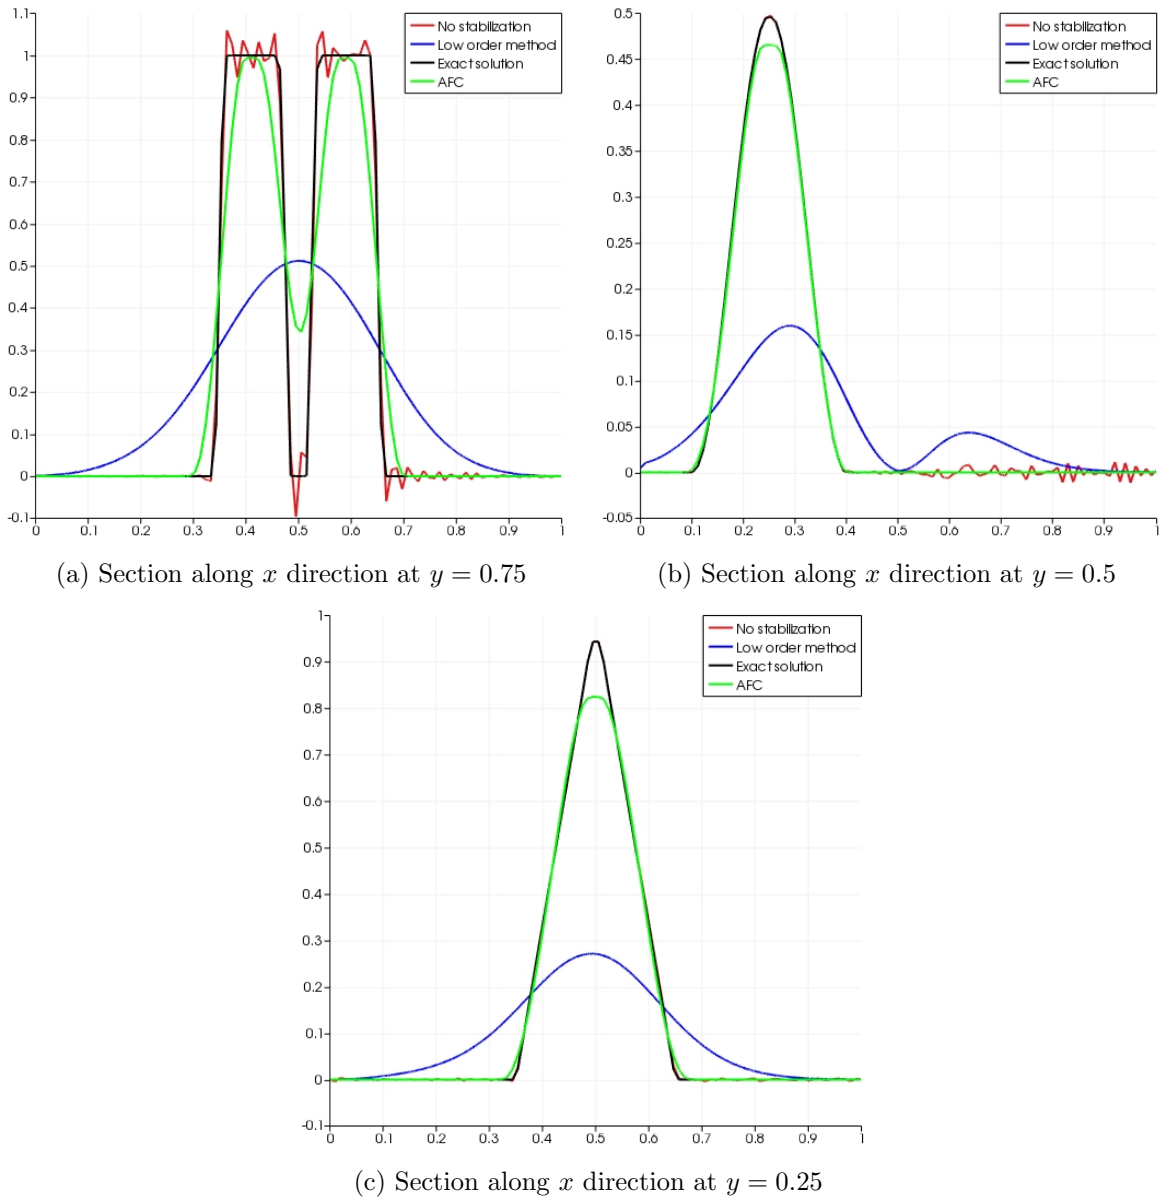 1.1
1
0.9
0.8
0.7
0.6
0.5
0.4
0.3
0.2
0.1
0
-0.1
0 0.1 0.2 0.3 0.4 0.5 0.6 0.7 0.8 0.9 1
No stabilization
Low order method
Exact solution
AFC
(a) Section along x direction at y = 0.75
0.5
0.45
0.4
0.35
0.3
0.25
0.2
0.15
0.1
0.05
0
-0.05
0 0.1 0.2 0.3 0.4 0.5 0.6 0.7 0.8 0.9 1
No stabilization
Low order method
Exact solution
AFC
(b) Section along x direction at y = 0.5
1
0.9
0.8
0.7
0.6
0.5
0.4
0.3
0.2
0.1
0
-0.1
0 0.1 0.2 0.3 0.4 0.5 0.6 0.7 0.8 0.9 1
No stabilization
Low order method
Exact solution
AFC
(c) Section along x direction at y = 0.25